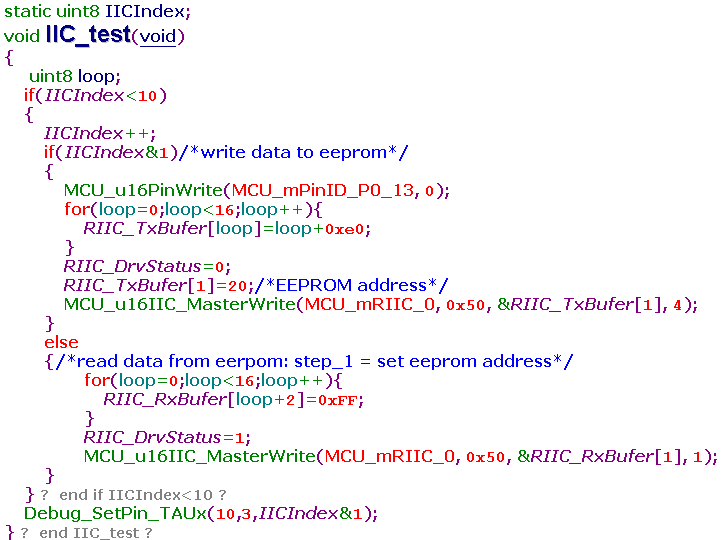 static uint8 IICIndex;
void IIC_test(void)
{
uint8 loop;
if(IICIndex<10)
{
IICIndex++;
if(IICIndex&1)/*write data to eeprom*/
{
MCU_u16PinWrite(MCU_mPinID_P0_13, 0);
for(loop=0;loop<16;loop++){
RIIC_TxBufer[loop]=loop+0xe0;
}
RIIC_DrvStatus=0;
RIIC_TxBufer[1]=20;/*EEPROM address*/
MCU_u16IIC_MasterWrite(MCU_mRIIC_0, 0x50, &RIIC_TxBufer[1], 4);
}
else
{/*read data from eerpom: step_1 = set eeprom address*/
for(loop=0;loop<16;loop++){
RIIC_RxBufer[loop+2]=0xFF;
}
RIIC_DrvStatus=1;
MCU_u16IIC_MasterWrite(MCU_mRIIC_0, 0x50, &RIIC_RxBufer[1], 1);
}
} ? end if IICIndex<10 ?
Debug_SetPin_TAUx(10,3,IICIndex&1);
} ? end IIC_test ?